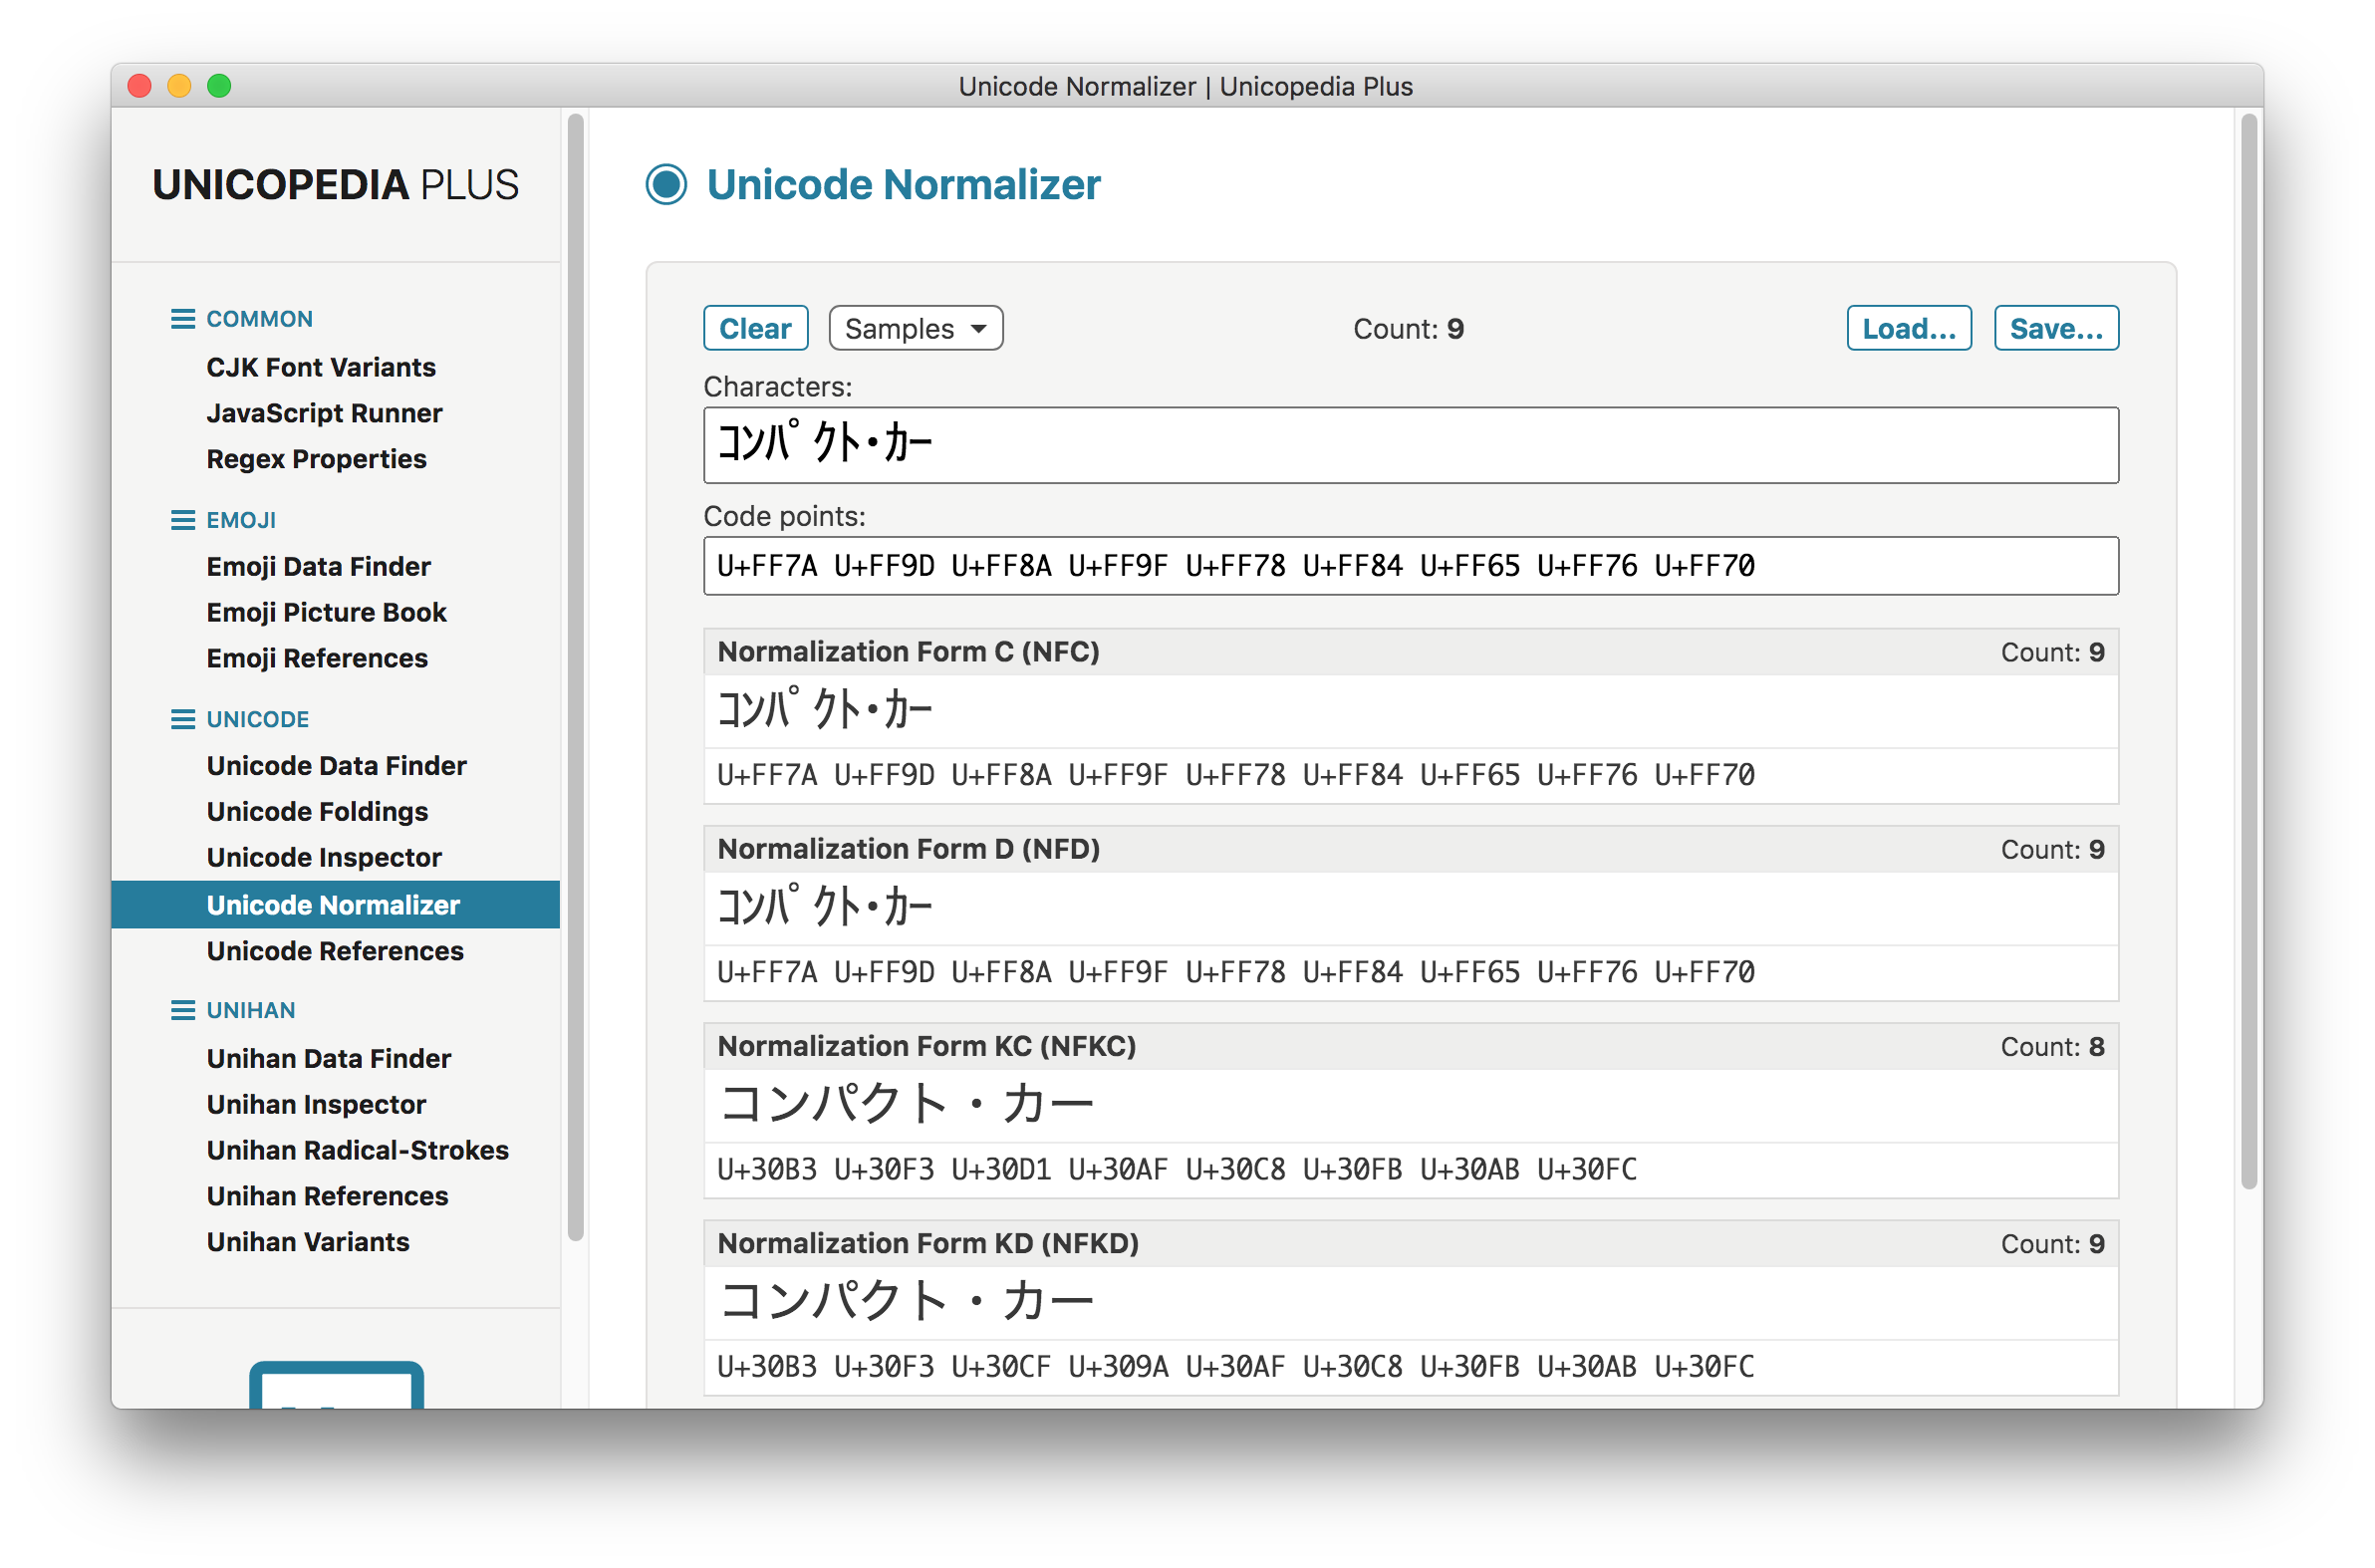 Unicode Normalizer | Unicopedia Plus
UNICOPEDIA PLUS
COMMON
CJK Font Variants
JavaScript Runner
Regex Properties
EMOJI
Emoji Data Finder
Emoji Picture Book
Emoji References
UNICODE
Unicode Data Finder
Unicode Foldings
Unicode Inspector
Unicode Normalizer
Unicode References
UNIHAN
Unihan Data Finder
Unihan Inspector
Unihan Radical-Strokes
Unihan References
Unihan Variants
Unicode Normalizer
Clear Samples Count: 9 Load... Save...
Characters:
コンパクト・カー
Code points:
U+FF7A U+FF9D U+FF8A U+FF9F U+FF78 U+FF84 U+FF65 U+FF76 U+FF70
Normalization Form C (NFC) Count: 9
コンパクト・カー
U+FF7A U+FF9D U+FF8A U+FF9F U+FF78 U+FF84 U+FF65 U+FF76 U+FF70
Normalization Form D (NFD) Count: 9
コンパクト・カー
U+FF7A U+FF9D U+FF8A U+FF9F U+FF78 U+FF84 U+FF65 U+FF76 U+FF70
Normalization Form KC (NFKC) Count: 8
コンパクト・カー
U+30B3 U+30F3 U+30D1 U+30AF U+30C8 U+30FB U+30AB U+30FC
Normalization Form KD (NFKD) Count: 9
コンパクト・カー
U+30B3 U+30F3 U+30CF U+309A U+30AF U+30C8 U+30FB U+30AB U+30FC